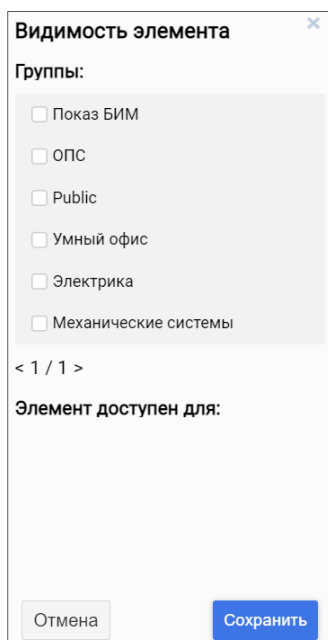 Видимость элемента
×
Группы:
Показ БИМ
ОПС
Public
Умный офис
Электрика
Механические системы
< 1 / 1 >
Элемент доступен для:
Отмена Сохранить